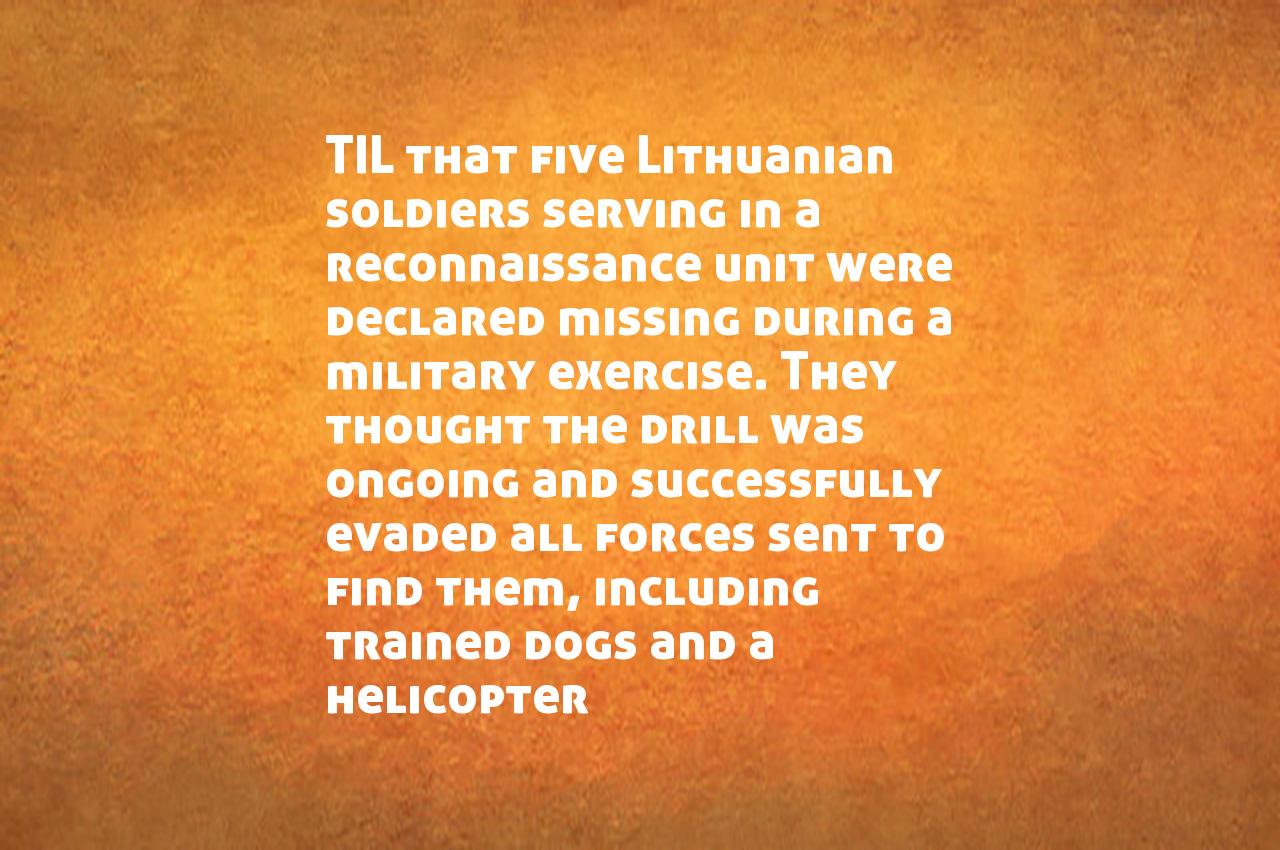 TIL that five Lithuanian
soldiers serving in a
reconnaissance unit were
declared missing during a
military exercise. They
thought the drill was
ongoing and successfully
evaded all forces sent to
find them, including
trained dogs and a
helicopter